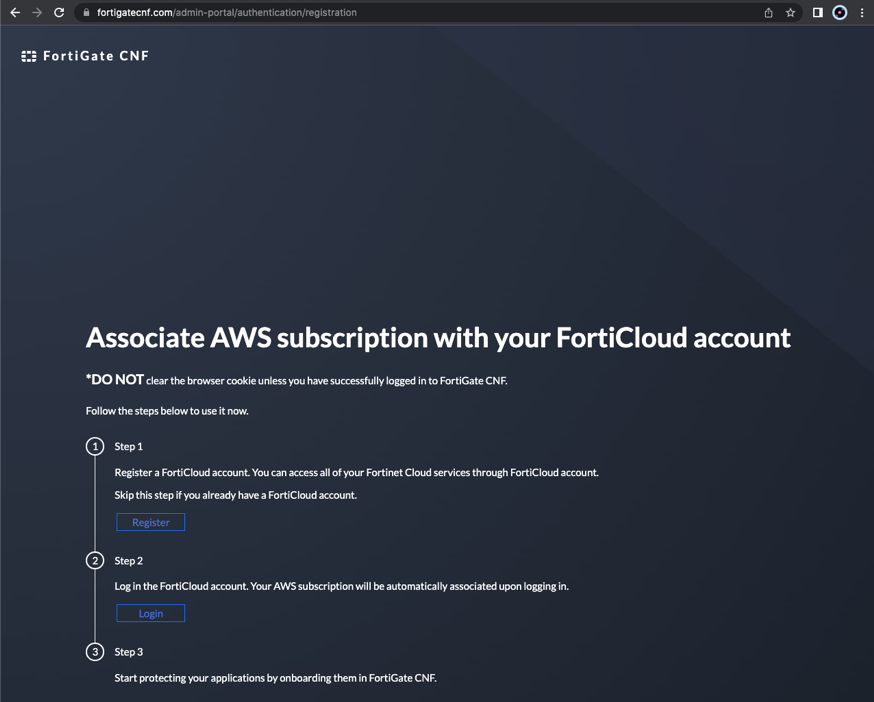 fortigatecnf.com/admin-portal/authentication/registration
FortiGate CNF
Associate AWS subscription with your FortiCloud account
*DO NOT clear the browser cookie unless you have successfully logged in to FortiGate CNF.
Follow the steps below to use it now.
1 Step 1
Register a FortiCloud account. You can access all of your Fortinet Cloud services through FortiCloud account.
Skip this step if you already have a FortiCloud account.
Register
2 Step 2
Log in the FortiCloud account. Your AWS subscription will be automatically associated upon logging in.
Login
3 Step 3
Start protecting your applications by onboarding them in FortiGate CNF.